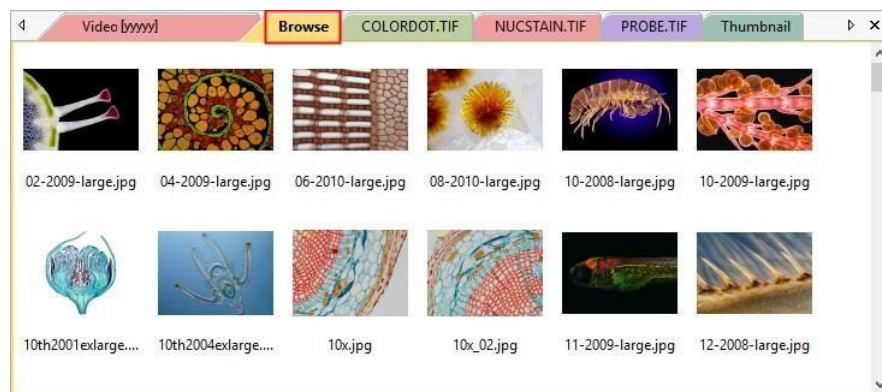 Video [yyyyy] Browse COLORDOT.TIF NUCSTAIN.TIF PROBE.TIF Thumbnail
02-2009-large.jpg 04-2009-large.jpg 06-2010-large.jpg 08-2010-large.jpg 10-2008-large.jpg 10-2009-large.jpg
10th2001exlarge.... 10th2004exlarge.... 10x.jpg 10x_02.jpg 11-2009-large.jpg 12-2008-large.jpg